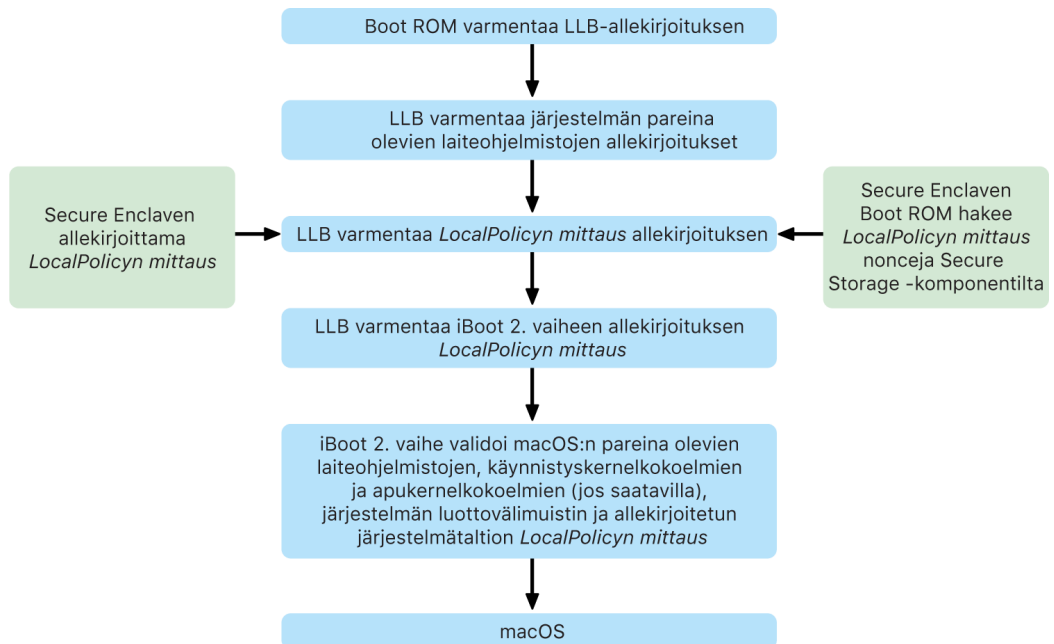 Boot ROM varmentaa LLB-allekirjoituksen
LLB varmentaa järjestelmän pareina
olevien laiteohjelmistojen allekirjoitukset
Secure Enclaven
allekirjoittama
LocalPolicyn mittaus
LLB varmentaa LocalPolicyn mittaus allekirjoituksen
Secure Enclaven
Boot ROM hakee
LocalPolicyn mittaus
nonceja Secure
Storage -komponentilta
LLB varmentaa iBoot 2. vaiheen allekirjoituksen
LocalPolicyn mittaus
iBoot 2. vaihe validoi macOS:n pareina olevien
laiteohjelmistojen, käynnistyskernelkokoelmien
ja apukernelkokoelmien (jos saatavilla),
järjestelmän luottovälimuistin ja allekirjoitetun
järjestelmätaltion LocalPolicyn mittaus
macOS